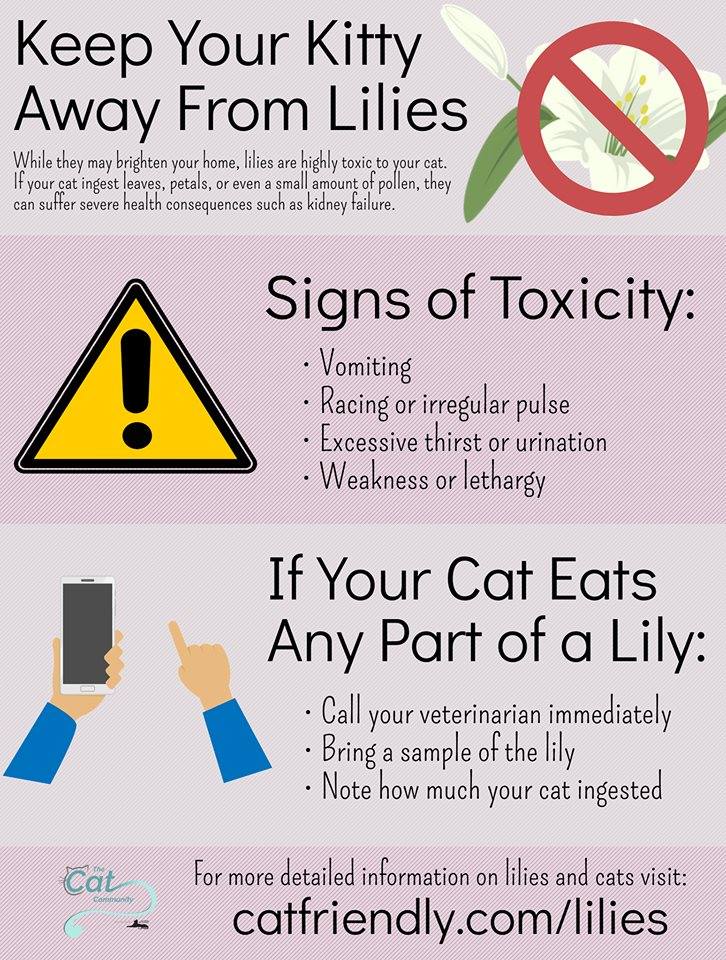 Keep Your Kitty
Away From Lilies
While they may brighten your home, lilies are highly toxic to your cat.
If your cat ingest leaves, petals, or even a small amount of pollen, they
can suffer severe health consequences such as kidney failure.
Signs of Toxicity:
· Vomiting
· Racing or irregular pulse
· Excessive thirst or urination
· Weakness or lethargy
If Your Cat Eats
Any Part of a Lily:
· Call your veterinarian immediately
· Bring a sample of the lily
· Note how much your cat ingested
The
Cat
Community
For more detailed information on lilies and cats visit:
catfriendly.com/lilies